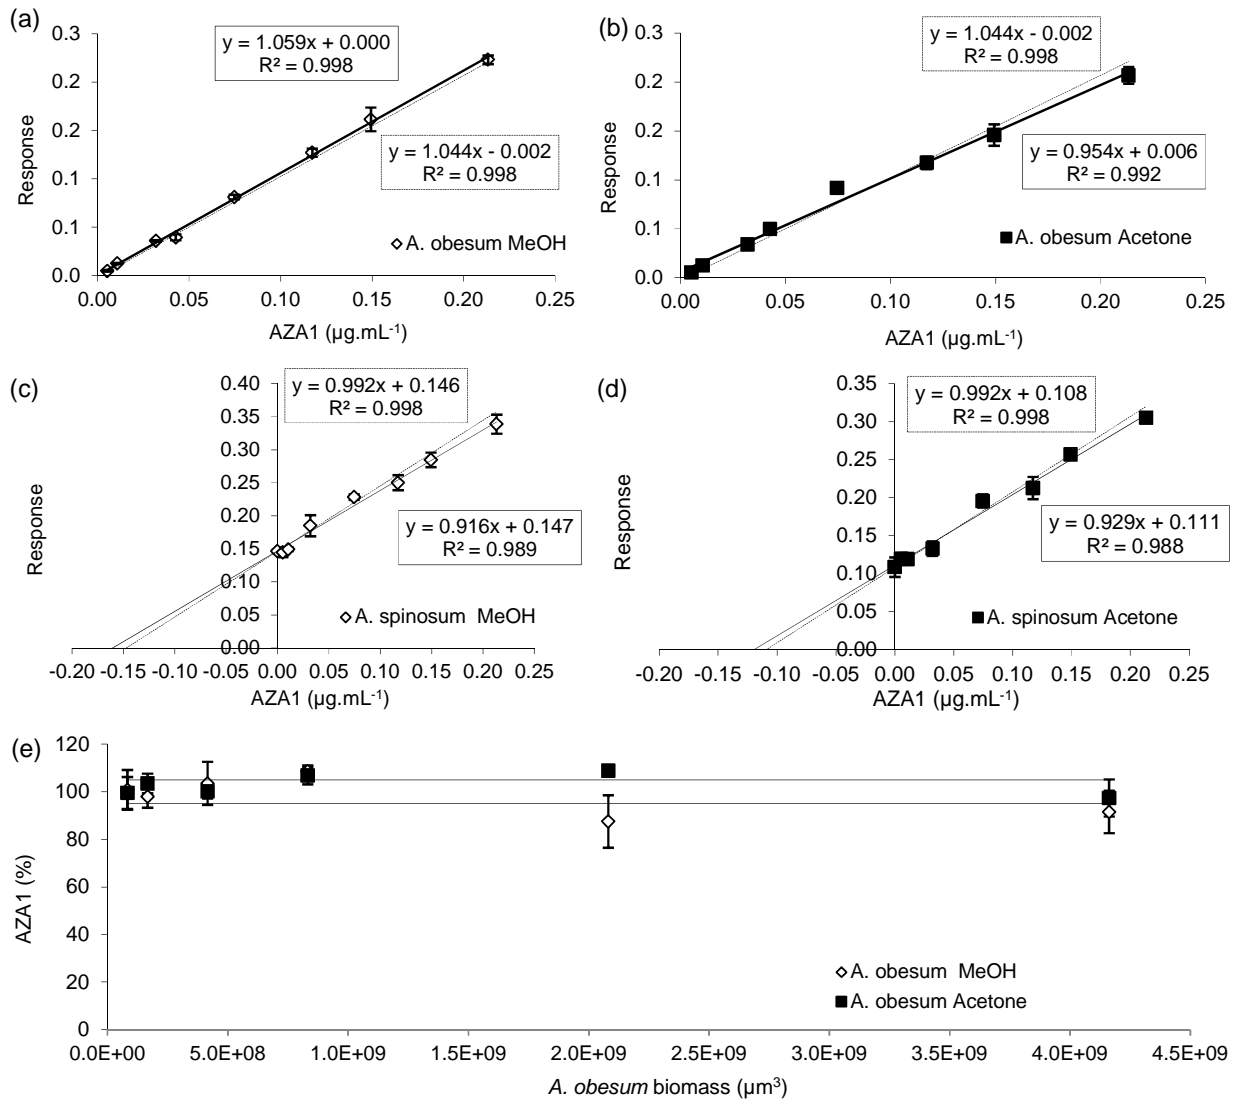 (a)
0.3
0.2
0.2
0.1
0.1
0.0
Response
y = 1.059x + 0.000
R² = 0.998
y = 1.044x - 0.002
R² = 0.998
A. obesum MeOH
0.00 0.05 0.10 0.15 0.20 0.25
AZA1 (µg.mL⁻¹)
(b)
0.3
0.2
0.2
0.1
0.1
0.0
Response
y = 1.044x - 0.002
R² = 0.998
y = 0.954x + 0.006
R² = 0.992
A. obesum Acetone
0.00 0.05 0.10 0.15 0.20 0.25
AZA1 (µg.mL⁻¹)
(c)
0.40
0.35
0.30
0.25
0.20
0.15
0.10
0.05
0.00
Response
y = 0.992x + 0.146
R² = 0.998
y = 0.916x + 0.147
R² = 0.989
A. spinosum MeOH
-0.20 -0.15 -0.10 -0.05 0.00 0.05 0.10 0.15 0.20 0.25
AZA1 (µg.mL⁻¹)
(d)
0.35
0.30
0.25
0.20
0.15
0.10
0.05
0.00
Response
y = 0.992x + 0.108
R² = 0.998
y = 0.929x + 0.111
R² = 0.988
A. spinosum Acetone
-0.20 -0.15 -0.10 -0.05 0.00 0.05 0.10 0.15 0.20 0.25
AZA1 (µg.mL⁻¹)
(e)
120
100
80
60
40
20
0
AZA1 (%)
A. obesum MeOH
A. obesum Acetone
0.0E+00 5.0E+08 1.0E+09 1.5E+09 2.0E+09 2.5E+09 3.0E+09 3.5E+09 4.0E+09 4.5E+09
A. obesum biomass (µm³)